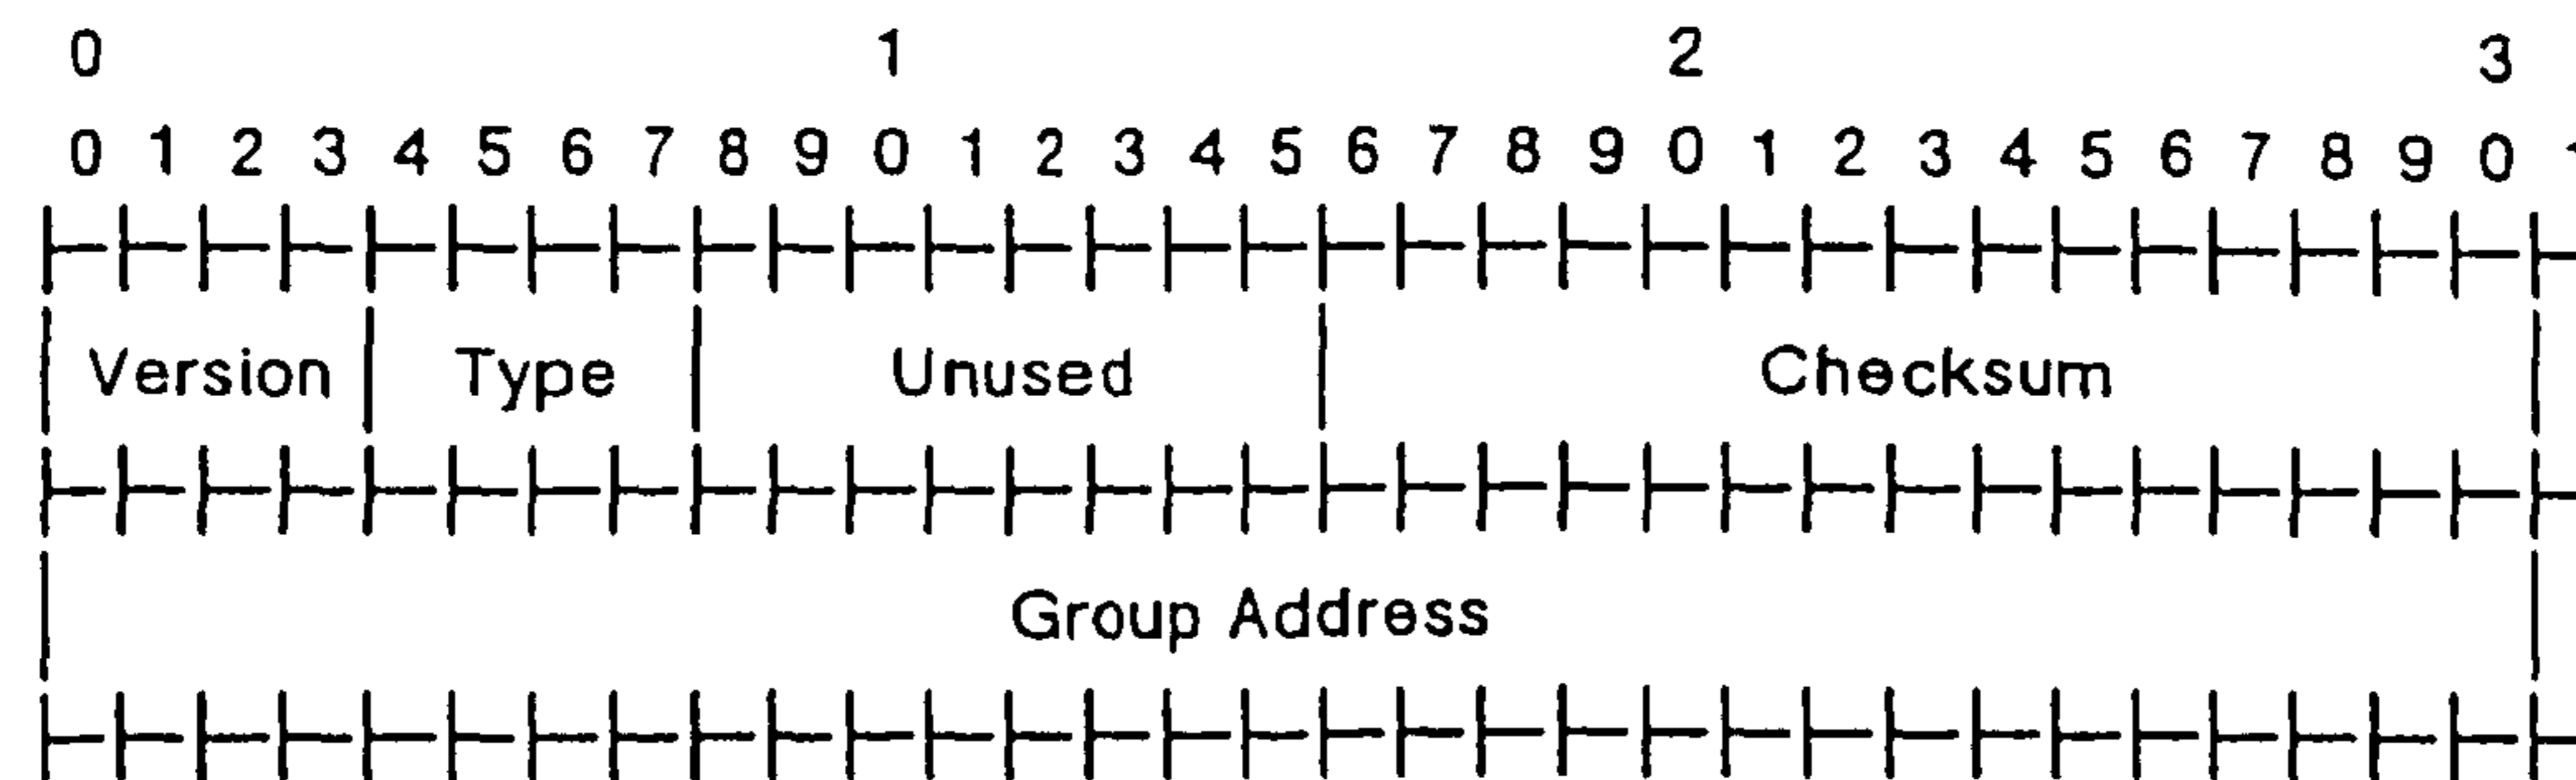 0 1 2 3
0 1 2 3 4 5 6 7 8 9 0 1 2 3 4 5 6 7 8 9 0 1 2 3 4 5 6 7 8 9 0
Version Type Unused Checksum
Group Address